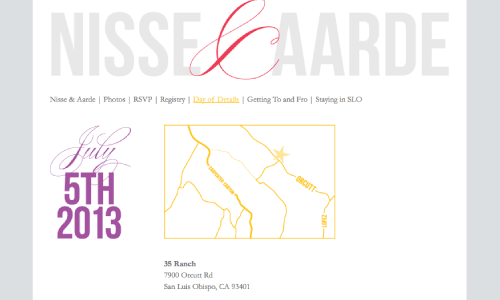 NISSE & AARDE
Nisse & Aarde | Photos | RSVP | Registry | Day of Details | Getting To and Fro | Staying in SLO
July
5TH
2013
ORCUTT
35 Ranch
7900 Orcutt Rd
San Luis Obispo, CA 93401